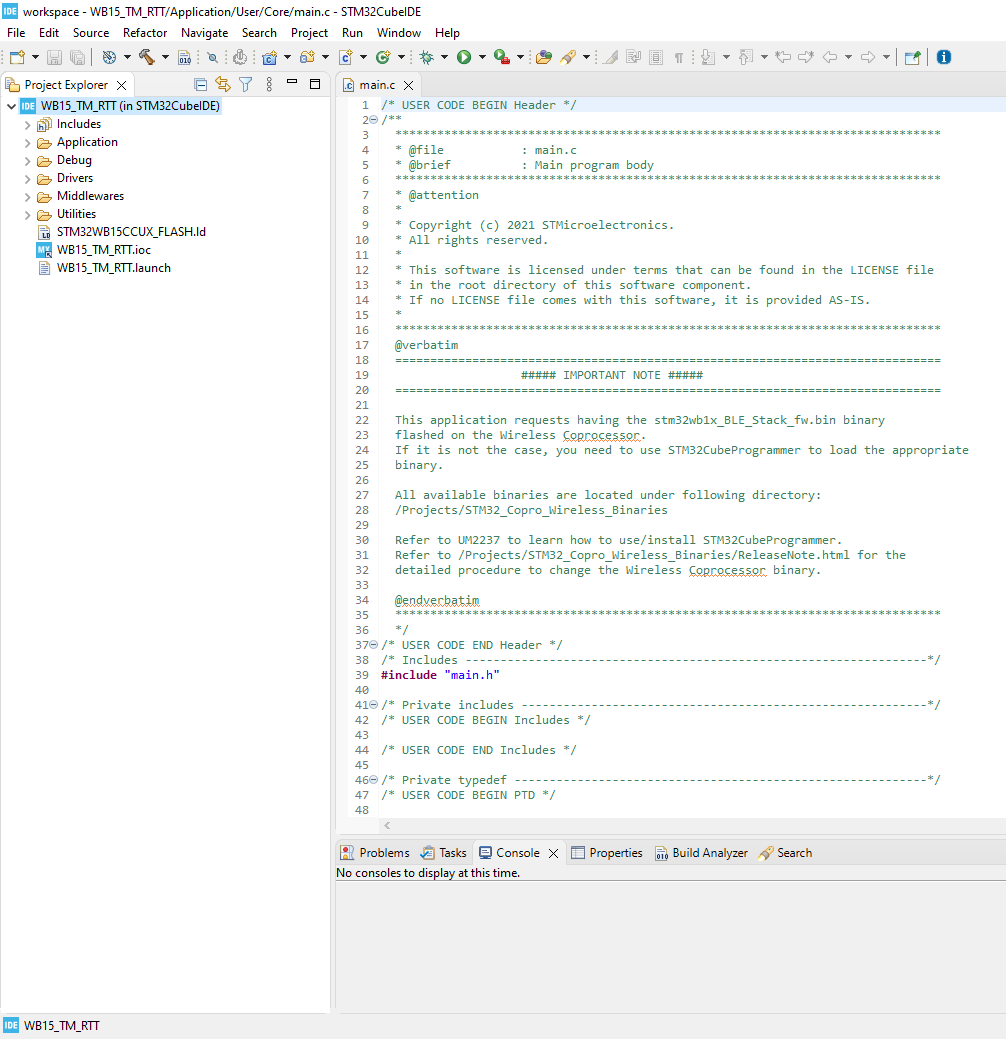 IDE workspace - WB15_TM_RTT/Application/User/Core/main.c - STM32CubeIDE
File Edit Source Refactor Navigate Search Project Run Window Help
Project Explorer
IDE WB15_TM_RTT (in STM32CubeIDE)
Includes
Application
Debug
Drivers
Middlewares
Utilities
STM32WB15CCUX_FLASH.ld
MX WB15_TM_RTT.ioc
WB15_TM_RTT.launch
main.c
1 /* USER CODE BEGIN Header */
2 /**
3 ******************************************************************************
4 * @file : main.c
5 * @brief : Main program body
6 ******************************************************************************
7 * @attention
8 *
9 * Copyright (c) 2021 STMicroelectronics.
10 * All rights reserved.
11 *
12 * This software is licensed under terms that can be found in the LICENSE file
13 * in the root directory of this software component.
14 * If no LICENSE file comes with this software, it is provided AS-IS.
15 *
16 ******************************************************************************
17 @verbatim
18 ==============================================================================
19 ##### IMPORTANT NOTE #####
20 ==============================================================================
21
22 This application requests having the stm32wb1x_BLE_Stack_fw.bin binary
23 flashed on the Wireless Coprocessor.
24 If it is not the case, you need to use STM32CubeProgrammer to load the appropriate
25 binary.
26
27 All available binaries are located under following directory:
28 /Projects/STM32_Copro_Wireless_Binaries
29
30 Refer to UM2237 to learn how to use/install STM32CubeProgrammer.
31 Refer to /Projects/STM32_Copro_Wireless_Binaries/ReleaseNote.html for the
32 detailed procedure to change the Wireless Coprocessor binary.
33
34 @endverbatim
35 ******************************************************************************
36 */
37 /* USER CODE END Header */
38 /* Includes ------------------------------------------------------------------*/
39 #include "main.h"
40
41 /* Private includes ----------------------------------------------------------*/
42 /* USER CODE BEGIN Includes */
43
44 /* USER CODE END Includes */
45
46 /* Private typedef -----------------------------------------------------------*/
47 /* USER CODE BEGIN PTD */
48
Problems Tasks Console Properties Build Analyzer Search
No consoles to display at this time.
IDE WB15_TM_RTT